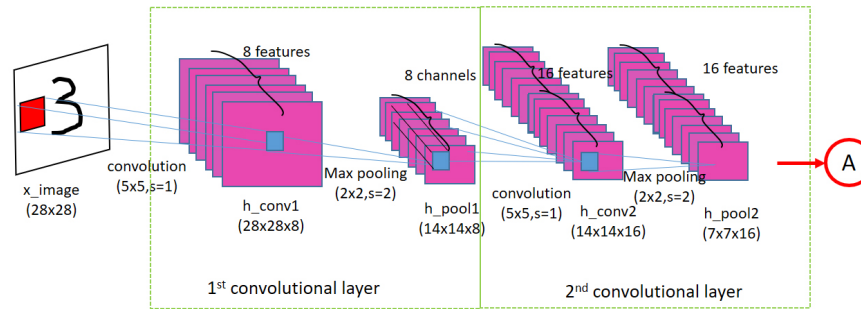 3
x_image
(28x28)
convolution
(5x5,s=1)
8 features
h_conv1
(28x28x8)
Max pooling
(2x2,s=2)
8 channels
h_pool1
(14x14x8)
1st convolutional layer
convolution
(5x5,s=1)
16 features
h_conv2
(14x14x16)
Max pooling
(2x2,s=2)
16 features
h_pool2
(7x7x16)
2nd convolutional layer
A